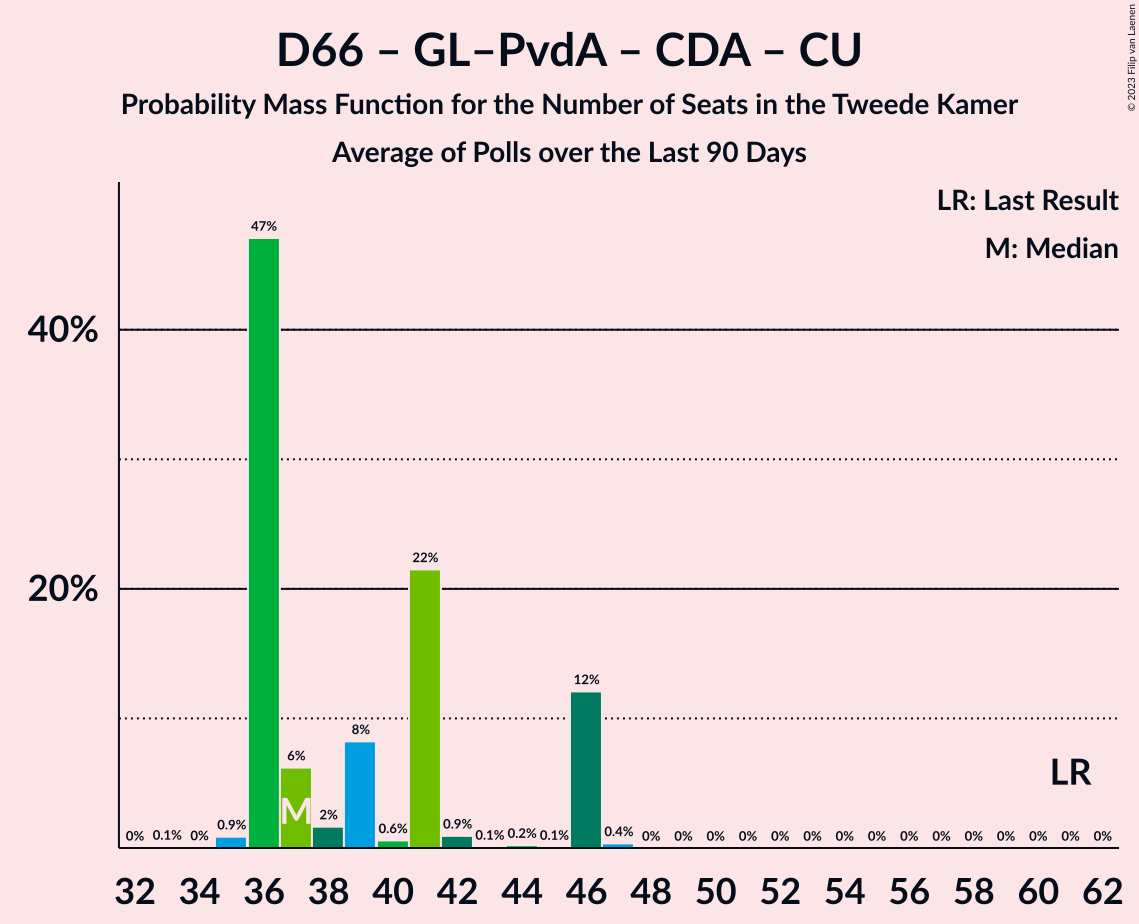 D66 – GL–PvdA – CDA – CU
Probability Mass Function for the Number of Seats in the Tweede Kamer
Average of Polls over the Last 90 Days
© 2023 Filip van Laenen
LR: Last Result
M: Median
40%
20%
0% 0.1% 0% 0.9% 47% 6% 2% 8% 0.6% 22% 0.9% 0.1% 0.2% 0.1% 12% 0.4% 0% 0% 0% 0% 0% 0% 0% 0% 0% 0% 0% 0% 0% 0% 0%
M
LR
32 34 36 38 40 42 44 46 48 50 52 54 56 58 60 62